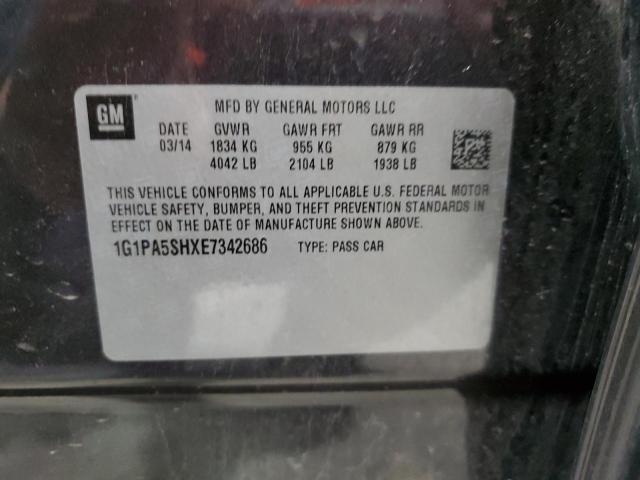 GM
MFD BY GENERAL MOTORS LLC
DATE GVWR GAWR FRT GAWR RR
03/14 1834 KG 955 KG 879 KG
4042 LB 2104 LB 1938 LB
THIS VEHICLE CONFORMS TO ALL APPLICABLE U.S. FEDERAL MOTOR
VEHICLE SAFETY, BUMPER, AND THEFT PREVENTION STANDARDS IN
EFFECT ON THE DATE OF MANUFACTURE SHOWN ABOVE.
1G1PA5SHXE7342686 TYPE: PASS CAR